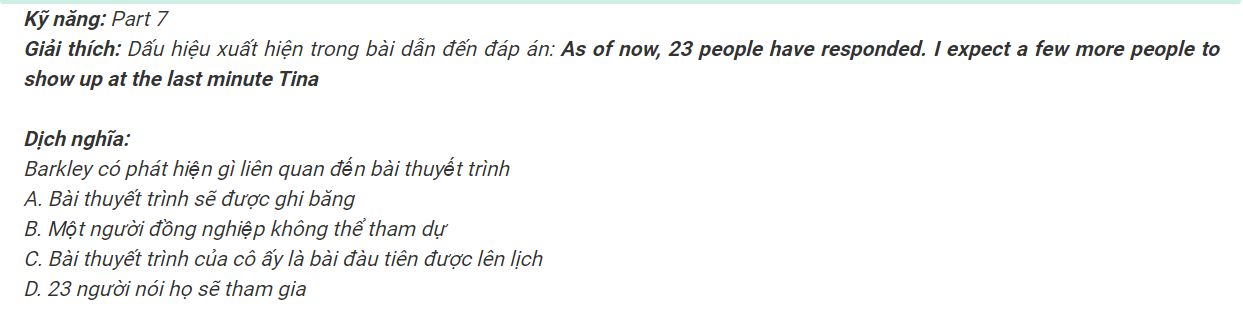 Kỹ năng: Part 7
Giải thích: Dấu hiệu xuất hiện trong bài dẫn đến đáp án: As of now, 23 people have responded. I expect a few more people to
show up at the last minute Tina
Dịch nghĩa:
Barkley có phát hiện gì liên quan đến bài thuyết trình
A. Bài thuyết trình sẽ được ghi băng
B. Một người đồng nghiệp không thể tham dự
C. Bài thuyết trình của cô ấy là bài đàu tiên được lên lịch
D. 23 người nói họ sẽ tham gia